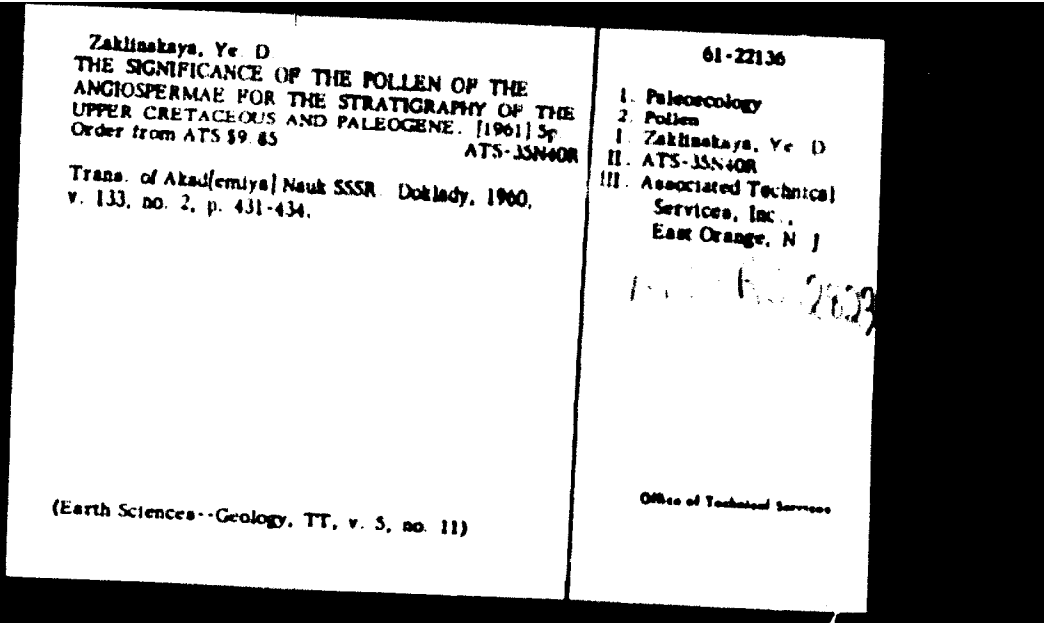 Zaklinskaya, Ye. D.
THE SIGNIFICANCE OF THE POLLEN OF THE
ANGIOSPERMAE FOR THE STRATIGRAPHY OF THE
UPPER CRETACEOUS AND PALEOGENE. [1961] 5p
Order from ATS $9.85 ATS-35N40R
Trans. of Akad[emiya] Nauk SSSR. Doklady, 1960,
v. 133, no. 2, p. 431-434.
(Earth Sciences--Geology, TT, v. 5, no. 11)
61-22136
1. Paleoecology
2. Pollen
I. Zaklinskaya, Ye. D
II. ATS-35N40R
III. Associated Technical
Services, Inc.,
East Orange, N J
2823
Office of Technical Services